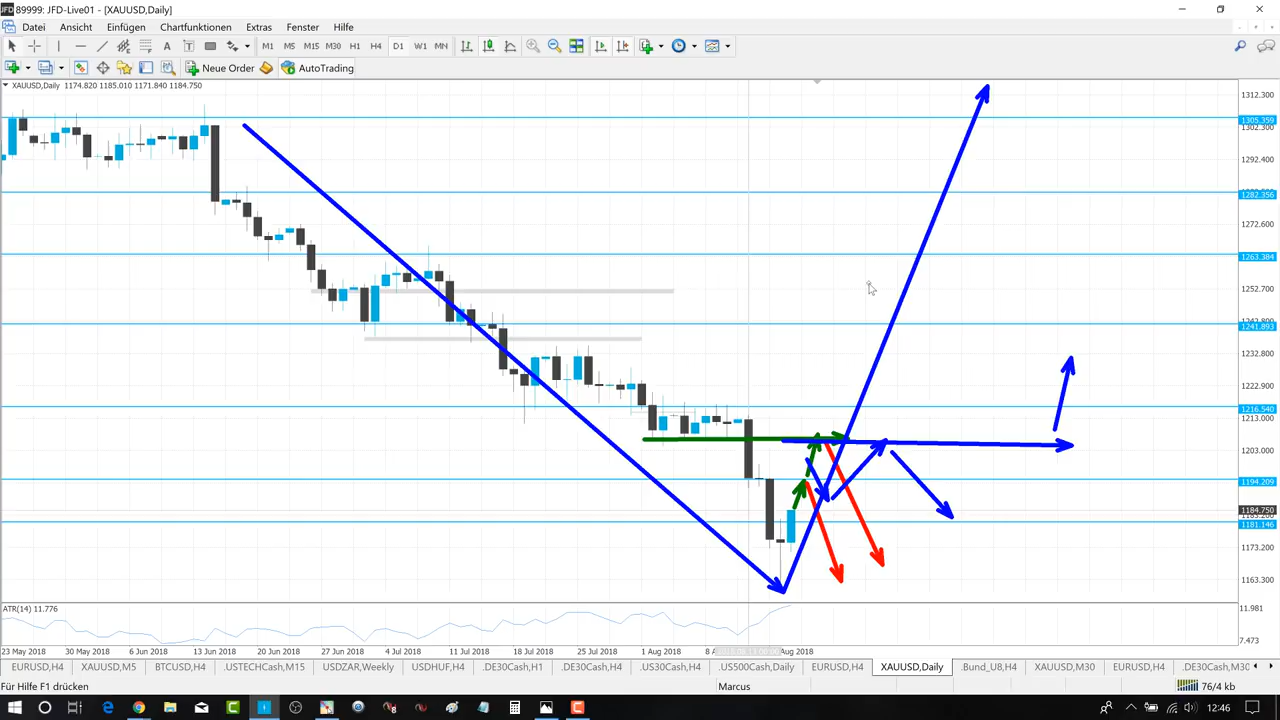 JFD 89999: JFD-Live01 - [XAUUSD,Daily]
Datei Ansicht Einfügen Chartfunktionen Extras Fenster Hilfe
A T M1 M5 M15 M30 H1 H4 D1 W1 MN
New Order AutoTrading
XAUUSD,Daily 1174.820 1185.010 1171.840 1184.750
1312.300
1305.359
1302.300
1292.400
1282.356
1272.600
1263.384
1252.700
1241.893
1232.800
1222.900
1216.540
1213.000
1203.000
1194.209
1184.750
1181.146
1173.200
1163.300
ATR(14) 11.776
11.981
7.473
23 May 2018 30 May 2018 6 Jun 2018 13 Jun 2018 20 Jun 2018 27 Jun 2018 4 Jul 2018 11 Jul 2018 18 Jul 2018 25 Jul 2018 1 Aug 2018 Aug 2018
EURUSD,H4 XAUUSD,M5 BTCUSD,H4 .USTECHCash,M15 USDZAR,Weekly USDHUF,H4 .DE30Cash,H1 .DE30Cash,H4 .US30Cash,H4 .US500Cash,Daily EURUSD,H4 XAUUSD,Daily .Bund_U8,H4 XAUUSD,M30 EURUSD,H4 .DE30Cash,M30
Für Hilfe F1 drücken Marcus 76/4 kb
12:46